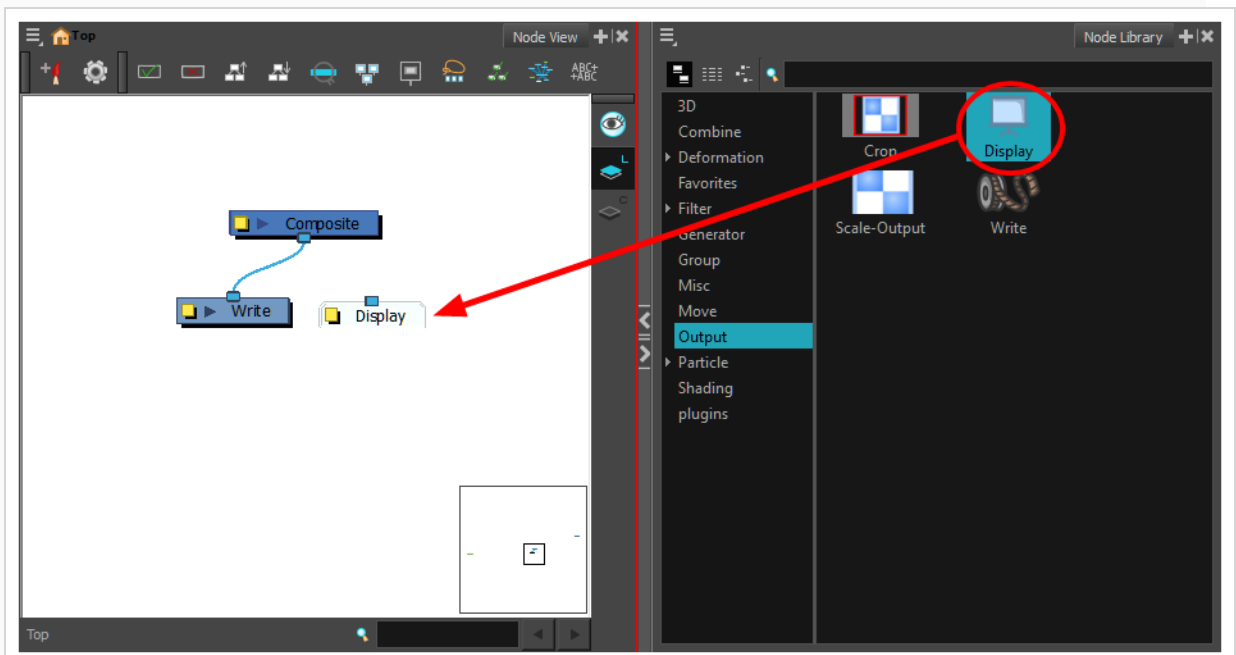 Top
Node View
ABC+
+ABC
L
C
Composite
Write
Display
Top
Node Library
3D
Combine
Deformation
Favorites
Filter
Generator
Group
Misc
Move
Output
Particle
Shading
plugins
Crop
Display
Scale-Output
Write